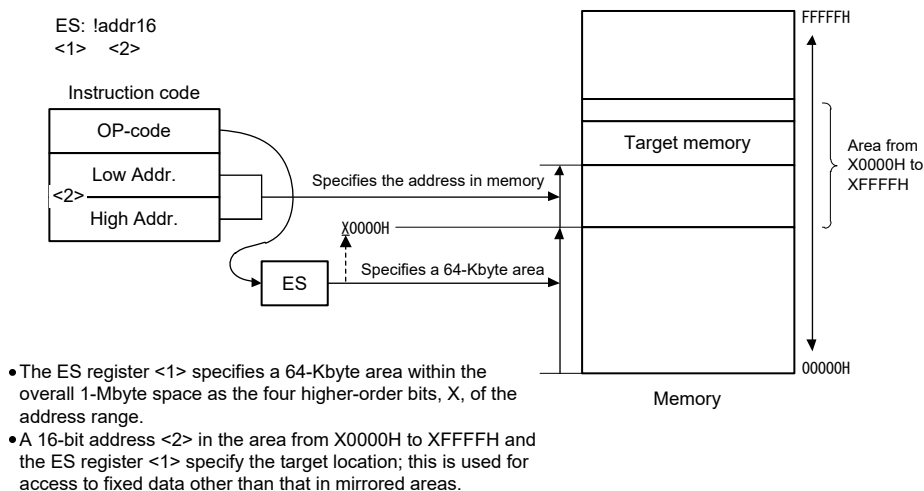 ES: !addr16
<1> <2>
Instruction code
OP-code
Low Addr.
<2>
High Addr.
ES
Specifies the address in memory
X0000H
Specifies a 64-Kbyte area
FFFFFH
Target memory
Area from
X0000H to
XFFFFH
00000H
Memory
• The ES register <1> specifies a 64-Kbyte area within the
overall 1-Mbyte space as the four higher-order bits, X, of the
address range.
• A 16-bit address <2> in the area from X0000H to XFFFFH and
the ES register <1> specify the target location; this is used for
access to fixed data other than that in mirrored areas.